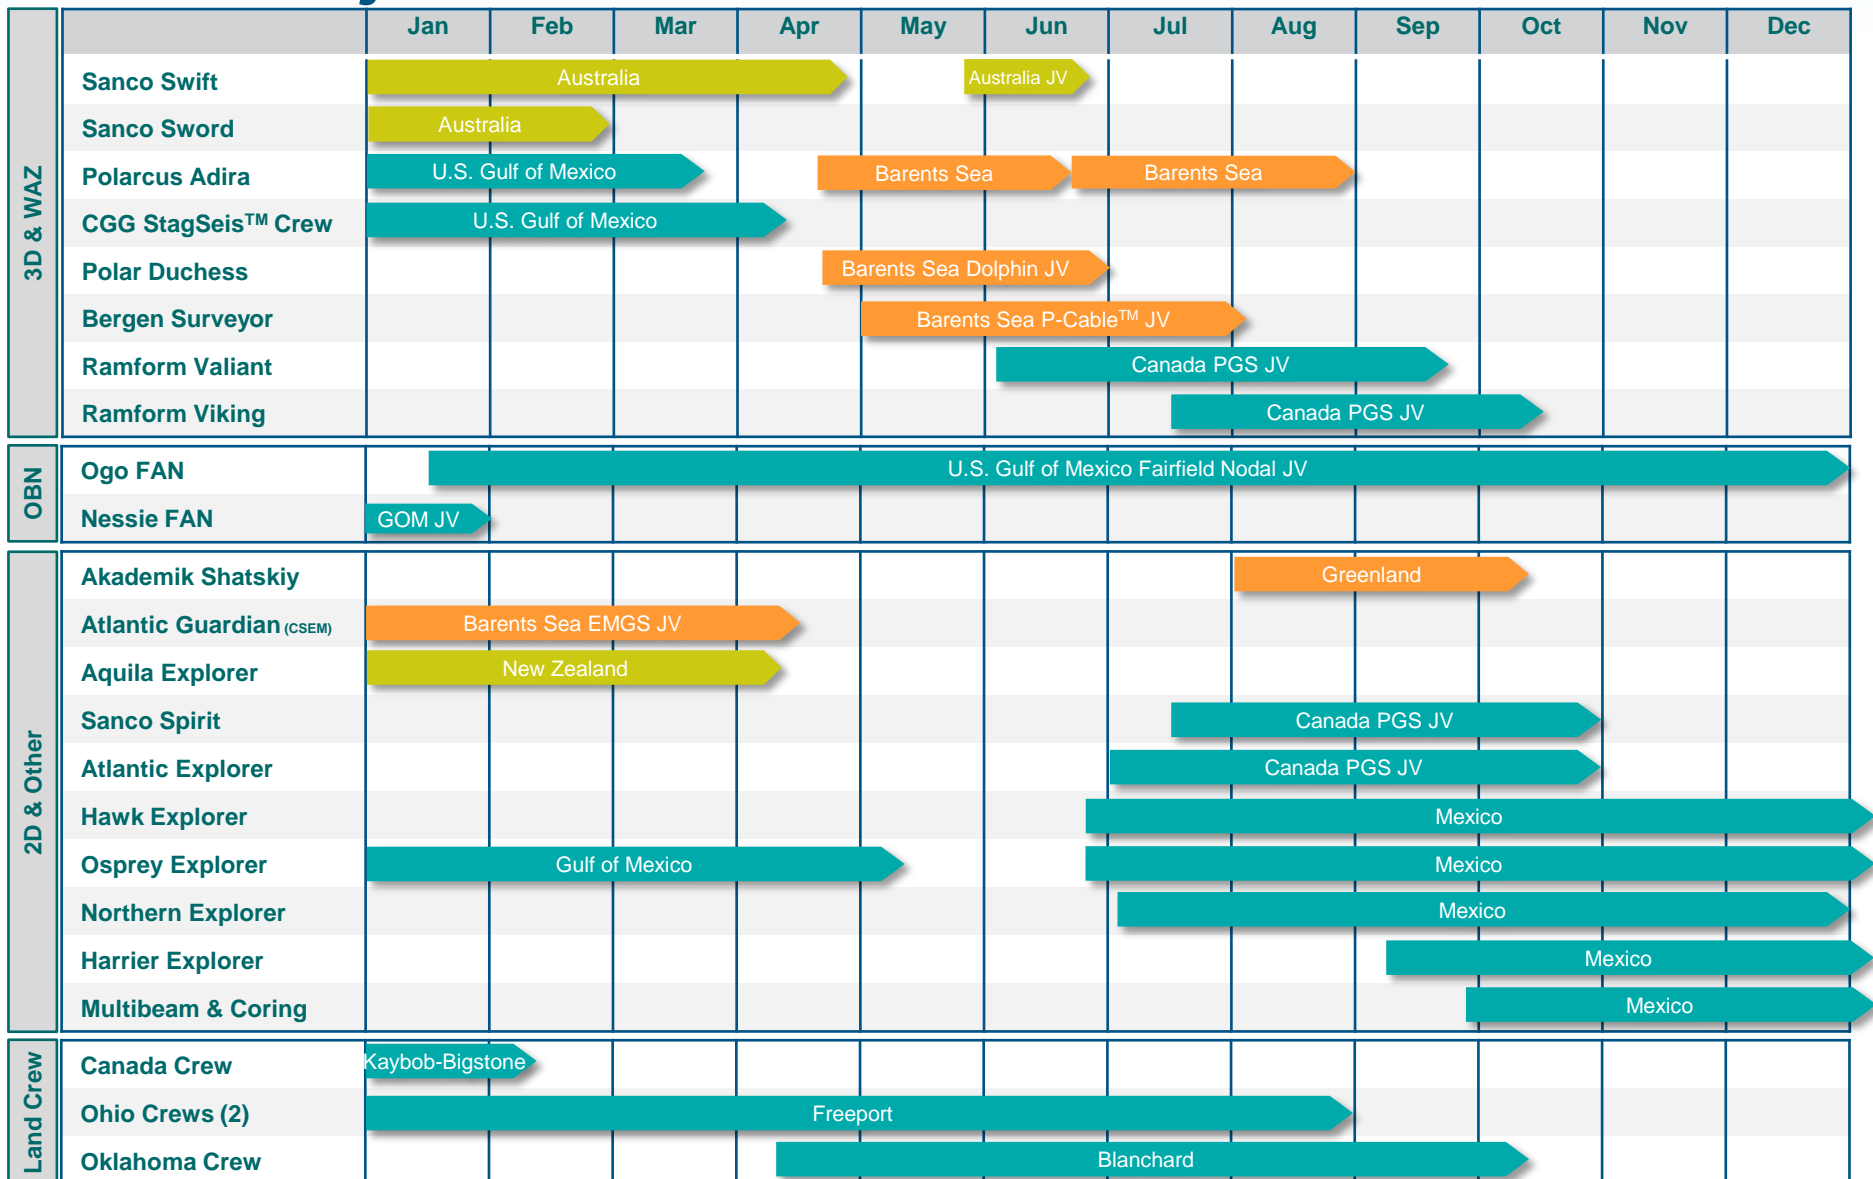 Jan Feb Mar Apr May Jun Jul Aug Sep Oct Nov Dec
3D & WAZ
Sanco Swift Australia Australia JV
Sanco Sword Australia
Polarcus Adira U.S. Gulf of Mexico Barents Sea Barents Sea
CGG StagSeis™ Crew U.S. Gulf of Mexico
Polar Duchess Barents Sea Dolphin JV
Bergen Surveyor Barents Sea P-Cable™ JV
Ramform Valiant Canada PGS JV
Ramform Viking Canada PGS JV
OBN
Ogo FAN U.S. Gulf of Mexico Fairfield Nodal JV
Nessie FAN GOM JV
2D & Other
Akademik Shatskiy Greenland
Atlantic Guardian (CSEM) Barents Sea EMGS JV
Aquila Explorer New Zealand
Sanco Spirit Canada PGS JV
Atlantic Explorer Canada PGS JV
Hawk Explorer Mexico
Osprey Explorer Gulf of Mexico Mexico
Northern Explorer Mexico
Harrier Explorer Mexico
Multibeam & Coring Mexico
Land Crew
Canada Crew Kaybob-Bigstone
Ohio Crews (2) Freeport
Oklahoma Crew Blanchard